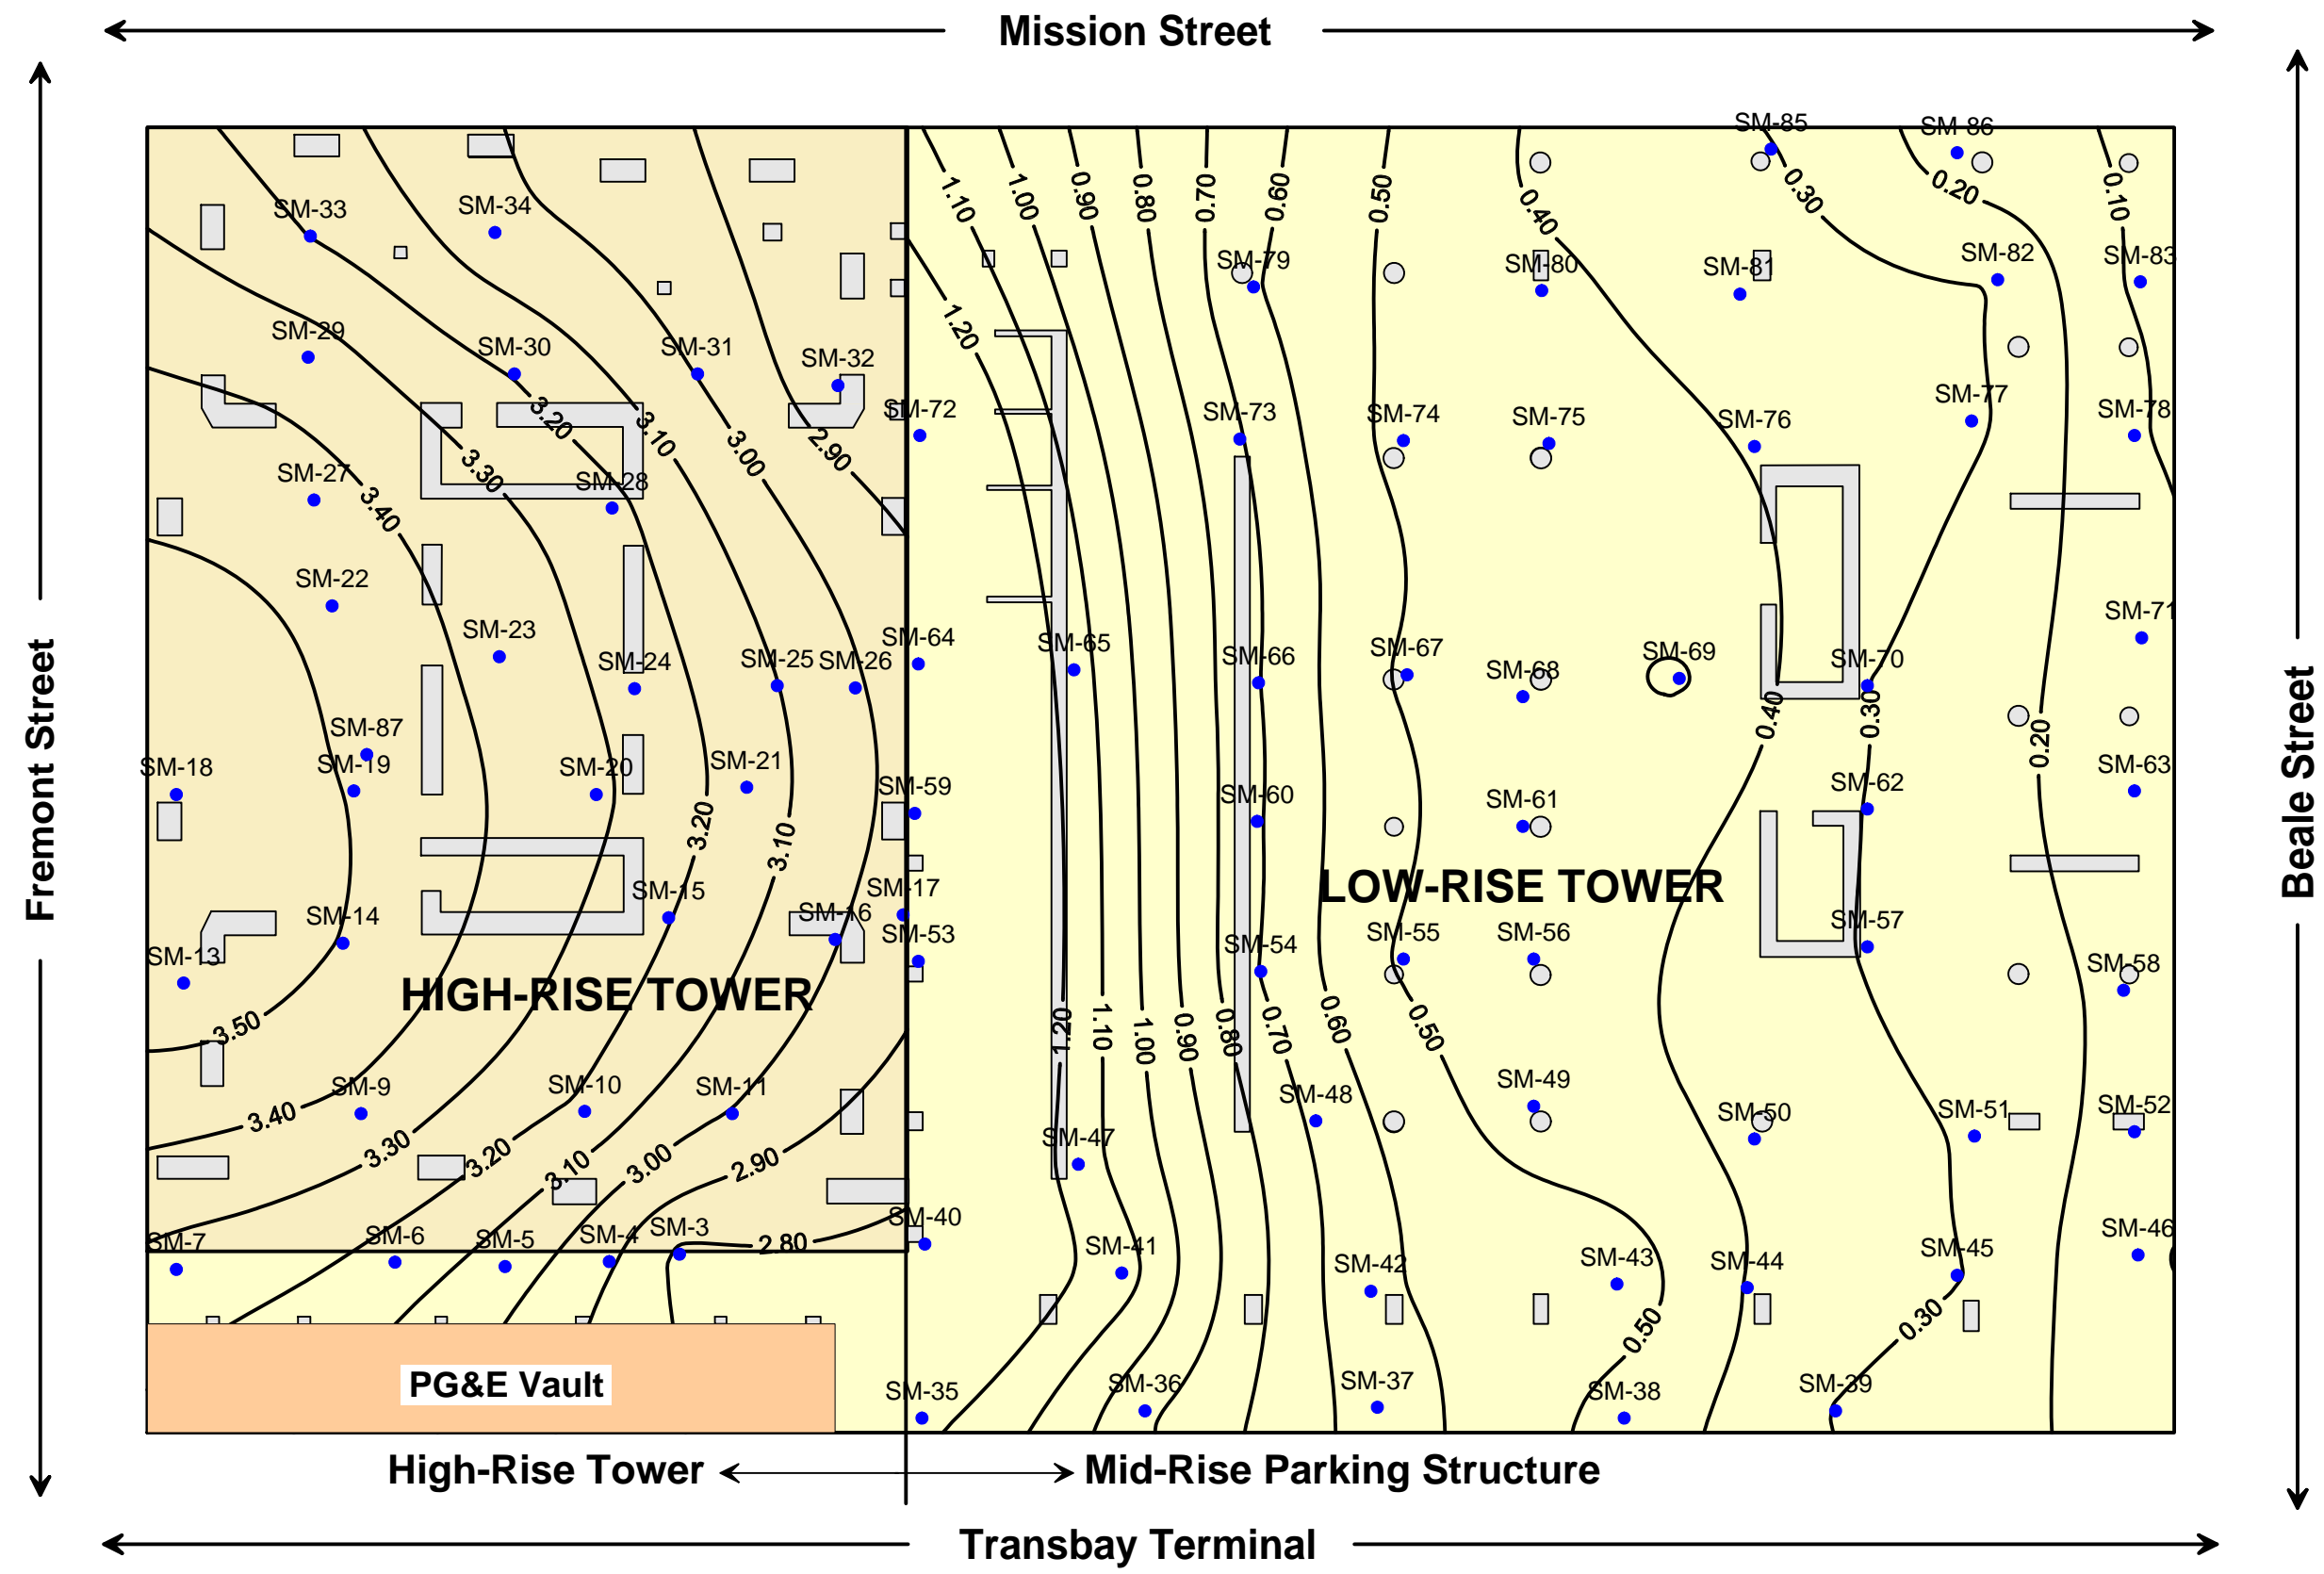 Mission Street
SM-85
SM-86
1.10
1.00
0.90
0.80
0.70
0.60
0.50
0.40
0.30
0.20
0.10
SM-33
SM-34
SM-79
SM-80
SM-81
SM-82
SM-83
SM-29
SM-30
SM-31
SM-32
1.20
SM-72
SM-73
SM-74
SM-75
SM-76
SM-77
SM-78
3.20
3.10
3.00
2.90
3.30
3.40
SM-27
SM-28
SM-22
SM-23
SM-24
SM-25
SM-26
SM-64
SM-65
SM-66
SM-67
SM-68
SM-69
SM-70
SM-71
Fremont Street
Beale Street
0.40
0.30
0.20
SM-87
SM-18
SM-19
SM-20
SM-21
SM-59
SM-60
SM-61
SM-62
SM-63
3.20
3.10
LOW-RISE TOWER
SM-13
SM-14
SM-15
SM-16
SM-17
SM-53
SM-54
SM-55
SM-56
SM-57
SM-58
HIGH-RISE TOWER
3.50
1.20
1.10
1.00
0.90
0.80
0.70
0.60
0.50
SM-9
SM-10
SM-11
SM-47
SM-48
SM-49
SM-50
SM-51
SM-52
3.40
3.30
3.20
3.10
3.00
2.90
2.80
SM-7
SM-6
SM-5
SM-4
SM-3
SM-40
SM-41
SM-42
SM-43
SM-44
SM-45
SM-46
0.50
0.30
PG&E Vault
SM-35
SM-36
SM-37
SM-38
SM-39
High-Rise Tower
Mid-Rise Parking Structure
Transbay Terminal